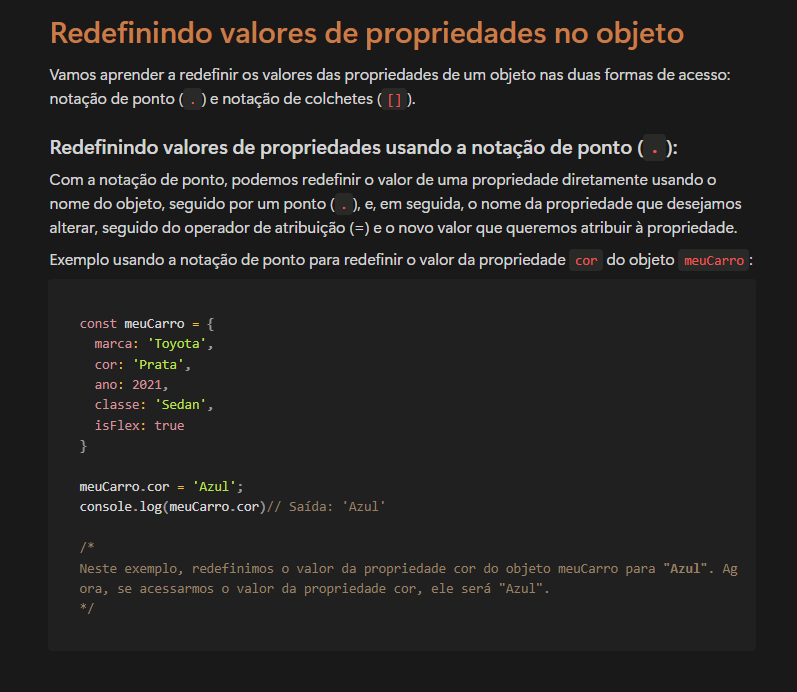 Redefinindo valores de propriedades no objeto
Vamos aprender a redefinir os valores das propriedades de um objeto nas duas formas de acesso:
notação de ponto ( . ) e notação de colchetes ( [] ).
Redefinindo valores de propriedades usando a notação de ponto ( . ):
Com a notação de ponto, podemos redefinir o valor de uma propriedade diretamente usando o
nome do objeto, seguido por um ponto ( . ), e, em seguida, o nome da propriedade que desejamos
alterar, seguido do operador de atribuição (=) e o novo valor que queremos atribuir à propriedade.
Exemplo usando a notação de ponto para redefinir o valor da propriedade cor do objeto meuCarro :
const meuCarro = {
  marca: 'Toyota',
  cor: 'Prata',
  ano: 2021,
  classe: 'Sedan',
  isFlex: true
}
meuCarro.cor = 'Azul';
console.log(meuCarro.cor)// Saída: 'Azul'
/*
Neste exemplo, redefinimos o valor da propriedade cor do objeto meuCarro para "Azul". Ag
ora, se acessarmos o valor da propriedade cor, ele será "Azul".
*/